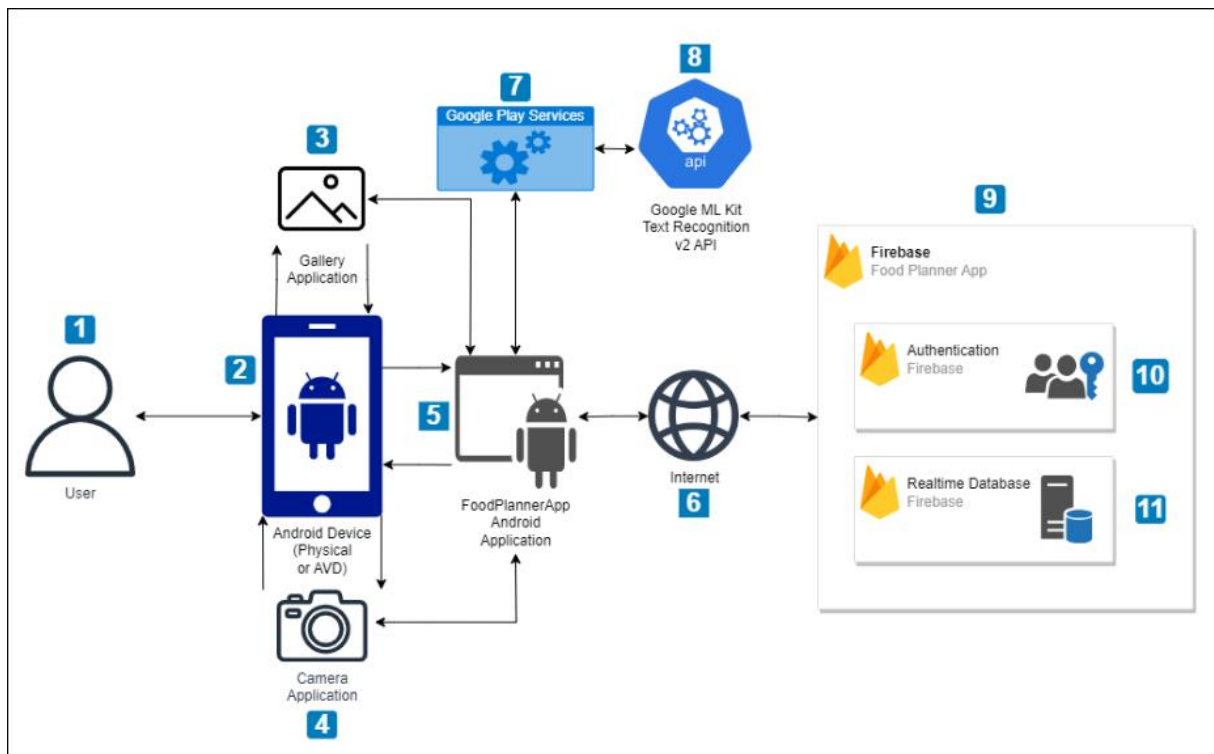 8
7
Google Play Services
3
api
Google ML Kit
Text Recognition
v2 API
9
Firebase
Food Planner App
Gallery
Application
1
2
Authentication
Firebase
10
5
Internet
6
User
FoodPlannerApp
Android
Application
Realtime Database
Firebase
11
Android Device
(Physical
or AVD)
Camera
Application
4